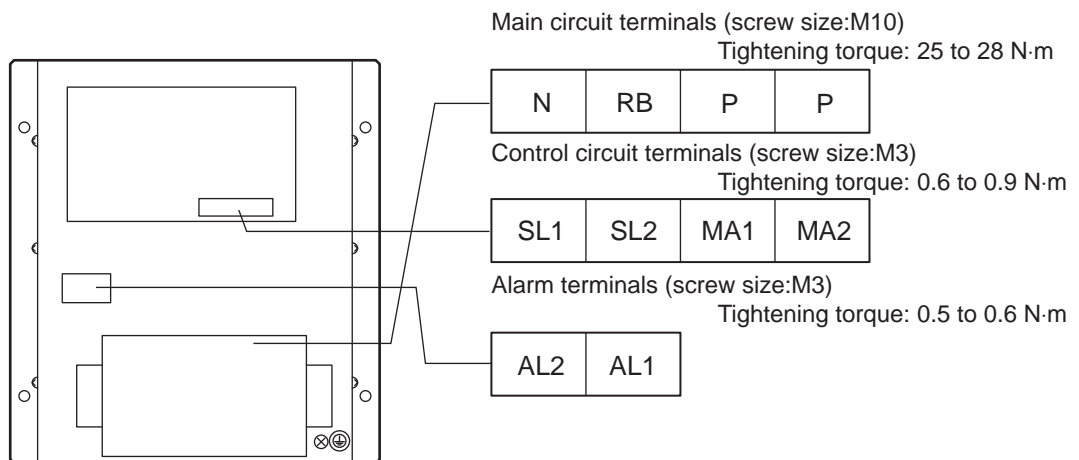 Main circuit terminals (screw size:M10)
Tightening torque: 25 to 28 N·m
N RB P P
Control circuit terminals (screw size:M3)
Tightening torque: 0.6 to 0.9 N·m
SL1 SL2 MA1 MA2
Alarm terminals (screw size:M3)
Tightening torque: 0.5 to 0.6 N·m
AL2 AL1